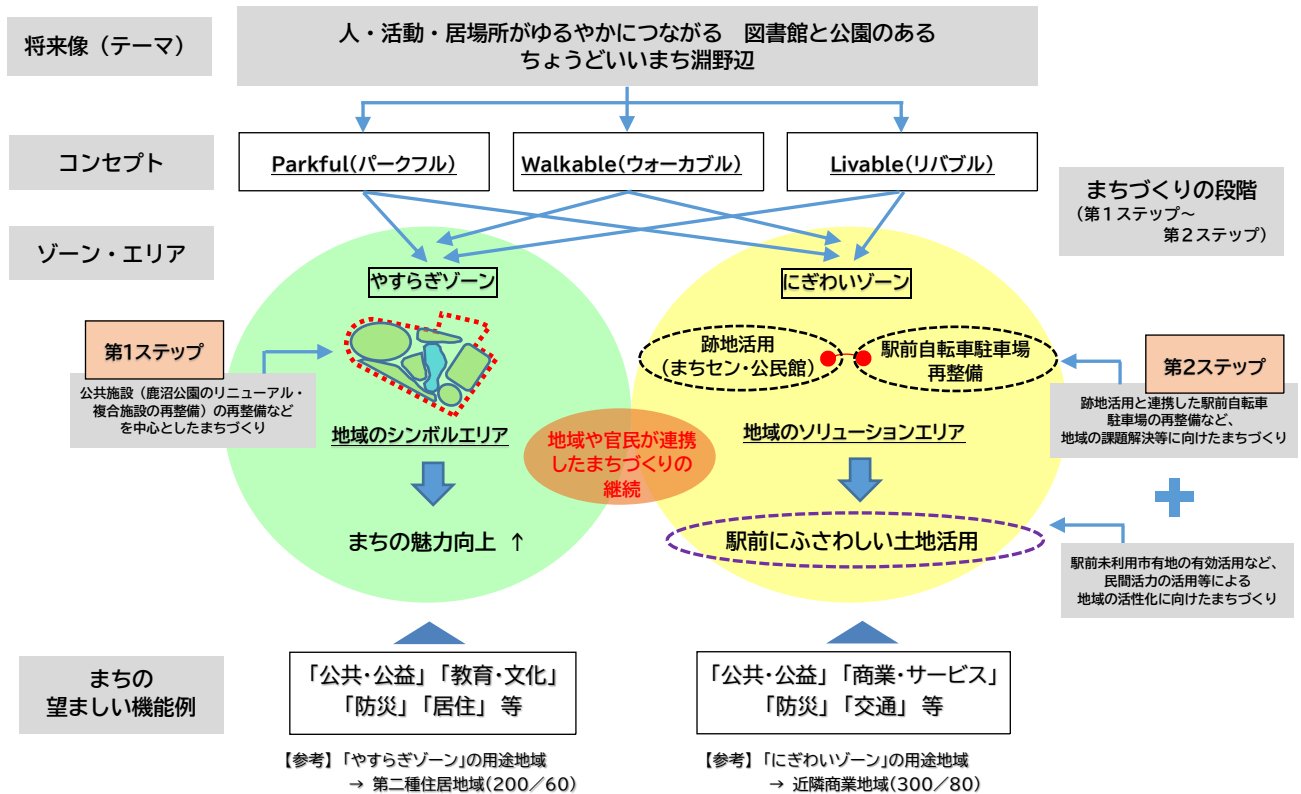 将来像（テーマ）
人・活動・居場所がゆるやかにつながる　図書館と公園のある
ちょうどいいまち淵野辺
コンセプト
Parkful(パークフル)
Walkable(ウォーカブル)
Livable(リバブル)
まちづくりの段階
（第１ステップ～
第２ステップ）
ゾーン・エリア
やすらぎゾーン
にぎわいゾーン
第1ステップ
公共施設（鹿沼公園のリニューアル・
複合施設の再整備）の再整備など
を中心としたまちづくり
地域のシンボルエリア
まちの魅力向上 ↑
地域や官民が連携
したまちづくりの
継続
跡地活用
（まちセン・公民館）
駅前自転車駐車場
再整備
地域のソリューションエリア
駅前にふさわしい土地活用
第２ステップ
跡地活用と連携した駅前自転車
駐車場の再整備など、
地域の課題解決等に向けたまちづくり
駅前未利用市有地の有効活用など、
民間活力の活用等による
地域の活性化に向けたまちづくり
まちの
望ましい機能例
「公共・公益」「教育・文化」
「防災」「居住」 等
「公共・公益」「商業・サービス」
「防災」「交通」 等
【参考】「やすらぎゾーン」の用途地域
→ 第二種住居地域(200／60)
【参考】「にぎわいゾーン」の用途地域
→ 近隣商業地域(300／80)